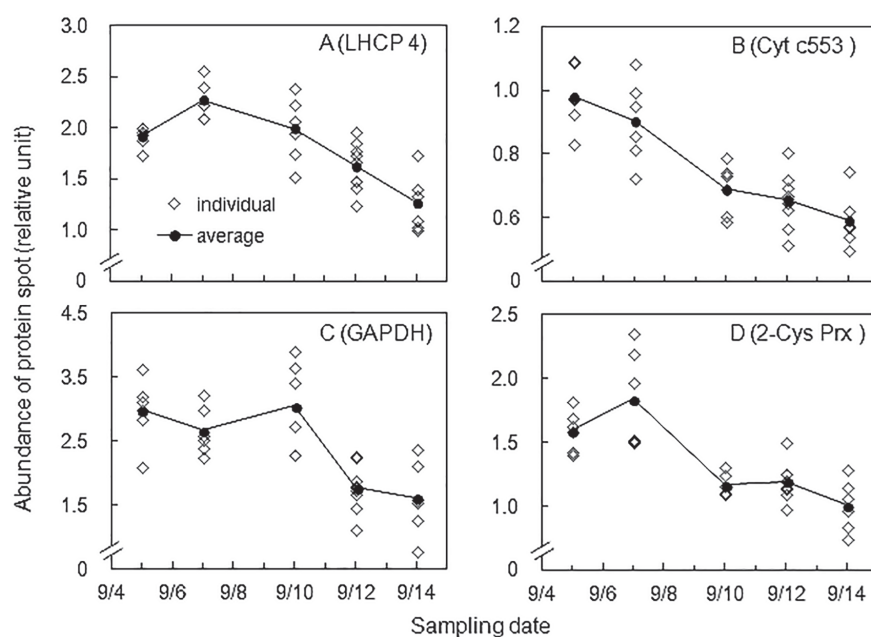 Abundance of protein spot (relative unit)
A (LHCP 4)
3.0
2.5
2.0
1.5
1.0
0
individual
average
B (Cyt c553 )
1.2
1.0
0.8
0.6
0
C (GAPDH)
4.5
3.5
2.5
1.5
0
9/4 9/6 9/8 9/10 9/12 9/14
D (2-Cys Prx )
2.5
2.0
1.5
1.0
0
9/4 9/6 9/8 9/10 9/12 9/14
Sampling date